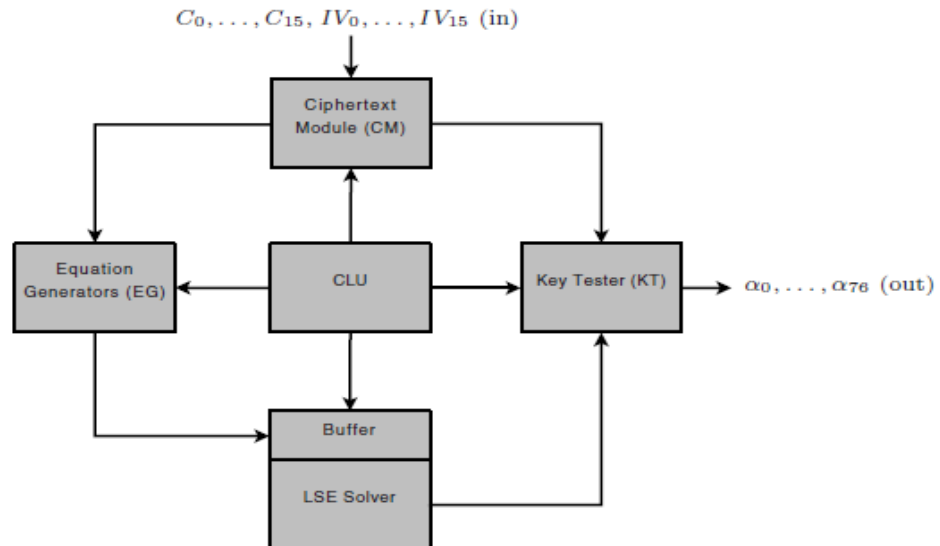 C₀, . . . , C₁₅, IV₀, . . . , IV₁₅ (in)
Ciphertext
Module (CM)
Equation
Generators (EG)
CLU
Key Tester (KT)
α₀, . . . , α₇₆ (out)
Buffer
LSE Solver